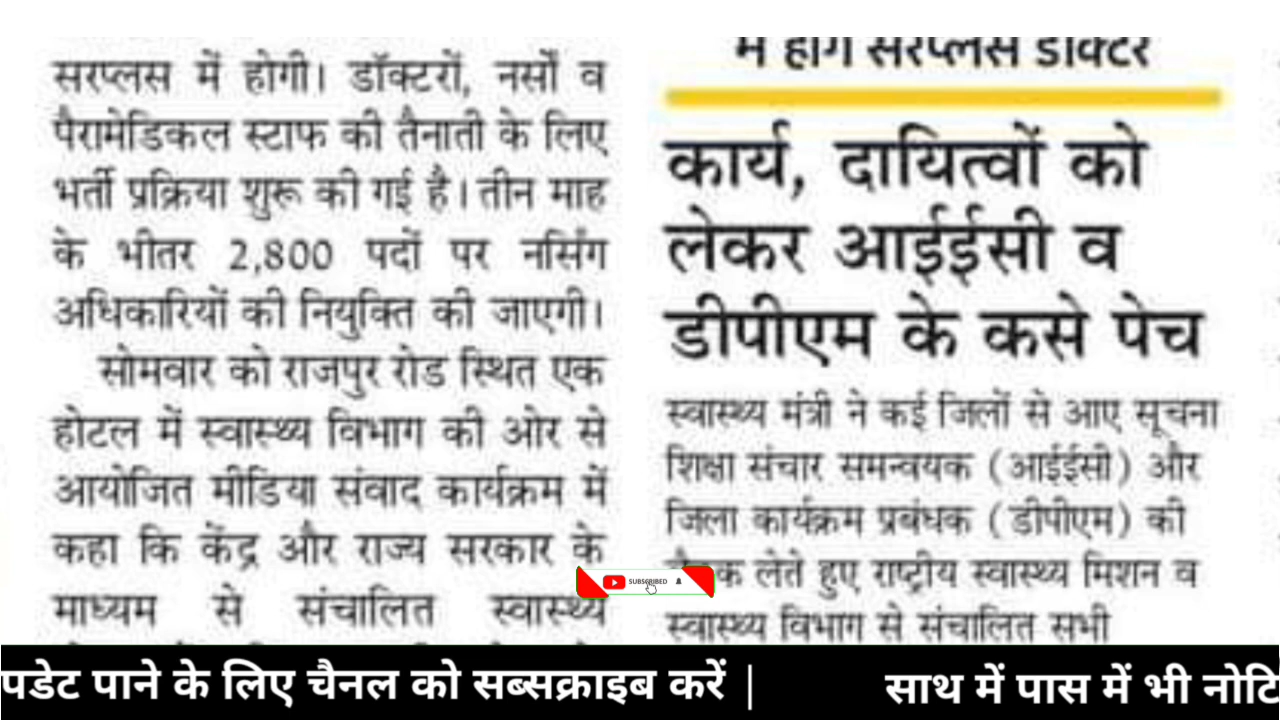 सरप्लस में होगी। डॉक्टरों, नर्सों व
पैरामेडिकल स्टाफ की तैनाती के लिए
भर्ती प्रक्रिया शुरू की गई है। तीन माह
के भीतर 2,800 पदों पर नर्सिंग
अधिकारियों की नियुक्ति की जाएगी।
सोमवार को राजपुर रोड स्थित एक
होटल में स्वास्थ्य विभाग की ओर से
आयोजित मीडिया संवाद कार्यक्रम में
कहा कि केंद्र और राज्य सरकार के
माध्यम से संचालित स्वास्थ्य
में होंगे सरप्लस डॉक्टर
कार्य, दायित्वों को
लेकर आईईसी व
डीपीएम के कसे पेच
स्वास्थ्य मंत्री ने कई जिलों से आए सूचना
शिक्षा संचार समन्वयक (आईईसी) और
जिला कार्यक्रम प्रबंधक (डीपीएम) की
लेते हुए राष्ट्रीय स्वास्थ्य मिशन व
स्वास्थ्य विभाग से संचालित सभी
SUBSCRIBED
पडेट पाने के लिए चैनल को सब्सक्राइब करें |
साथ में पास में भी नोटि